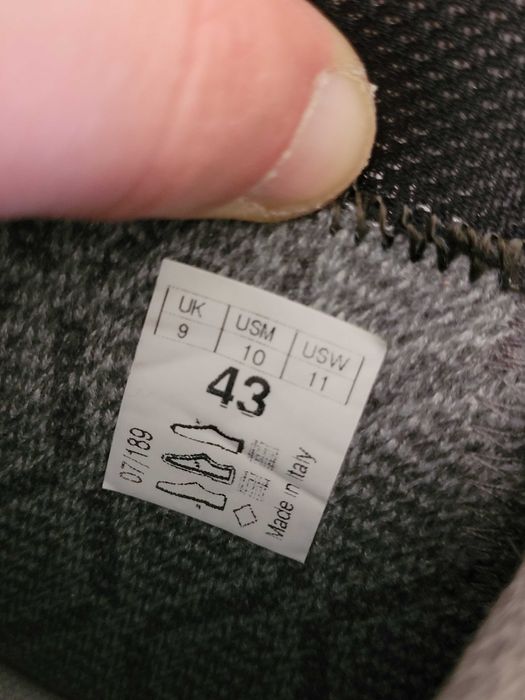 UK USM USW
9 10 11
43
07/189
Made in Italy